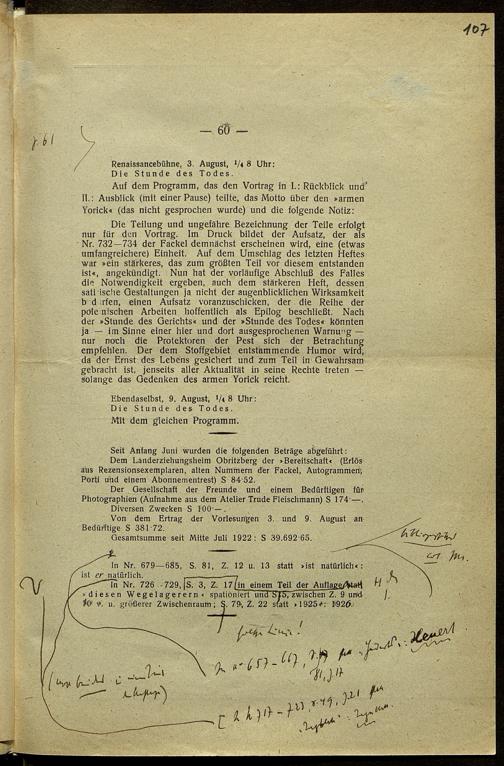 107
— 60 —
Renaissancebühne, 3. August, ¼ 8 Uhr:
Die Stunde des Todes.
Auf dem Programm, das den Vortrag in I.: Rückblick und
II.: Ausblick (mit einer Pause) teilte, das Motto über den »armen
Yorick« (das nicht gesprochen wurde) und die folgende Notiz:
Die Teilung und ungefähre Bezeichnung der Teile erfolgt
nur für den Vortrag. Im Druck bildet der Aufsatz, der als
Nr. 732—734 der Fackel demnächst erscheinen wird, eine (etwas
umfangreichere) Einheit. Auf dem Umschlag des letzten Heftes
war »ein stärkeres, das zum größten Teil vor diesem entstanden
ist«, angekündigt. Nun hat der vorläufige Abschluß des Falles
die Notwendigkeit ergeben, auch dem stärkeren Heft, dessen
sati ische Gestaltungen ja nicht der augenblicklichen Wirksamkeit
b d rfen, einen Aufsatz voranzuschicken, der die Reihe der
pole nischen Arbeiten hoffentlich als Epilog beschließt. Nach
der »Stunde des Gerichts« und der »Stunde des Todes« könnten
ja — im Sinne einer hier und dort ausgesprochenen Warnung —
nur noch die Protektoren der Pest sich der Betrachtung
empfehlen. Der dem Stoffgebiet entstammende Humor wird,
da der Ernst des Lebens gesichert und zum Teil in Gewahrsam
gebracht ist, jenseits aller Aktualität in seine Rechte treten —
solange das Gedenken des armen Yorick reicht.
Ebendaselbst, 9. August, ¼ 8 Uhr:
Die Stunde des Todes.
Mit dem gleichen Programm.
Seit Anfang Juni wurden die folgenden Beträge abgeführt:
Dem Landerziehungsheim Obritzberg der »Bereitschaft« (Erlös
aus Rezensionsexemplaren, alten Nummern der Fackel, Autogrammen,
Porti und einem Abonnementrest) S 84·52.
Der Gesellschaft der Freunde und einem Bedürftigen für
Photographien (Aufnahme aus dem Atelier Trude Fleischmann) S 174·—.
Diversen Zwecken S 100·—.
Von dem Ertrag der Vorlesungen 3. und 9. August an
Bedürftige S 381·72.
Gesamtsumme seit Mitte Juli 1922: S 39.692·65.
In Nr. 679—685, S. 81, Z. 12 u. 13 statt »ist natürlich«:
ist er natürlich.
In Nr. 726—729, S. 3, Z. 17 in einem Teil der Auflage
»diesen Wegelagerern« spationiert und S. 5, zwischen Z. 9 und
10 v. u. größerer Zwischenraum; S. 79, Z. 22 statt »1925«: 1926.